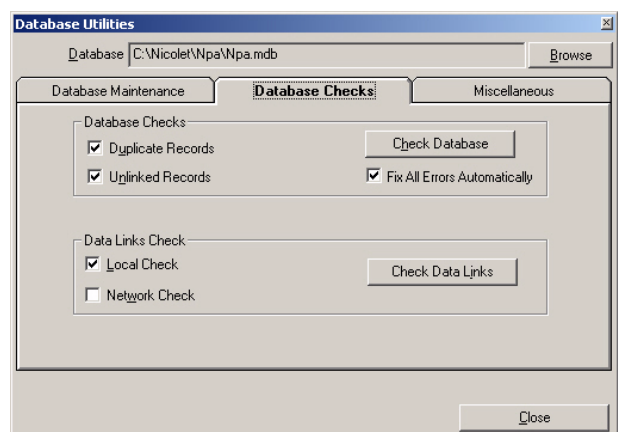 Database Utilities
Database C:\Nicolet\Npa\Npa.mdb Browse
Database Maintenance Database Checks Miscellaneous
Database Checks
Duplicate Records Check Database
Unlinked Records Fix All Errors Automatically
Data Links Check
Local Check Check Data Links
Network Check
Close